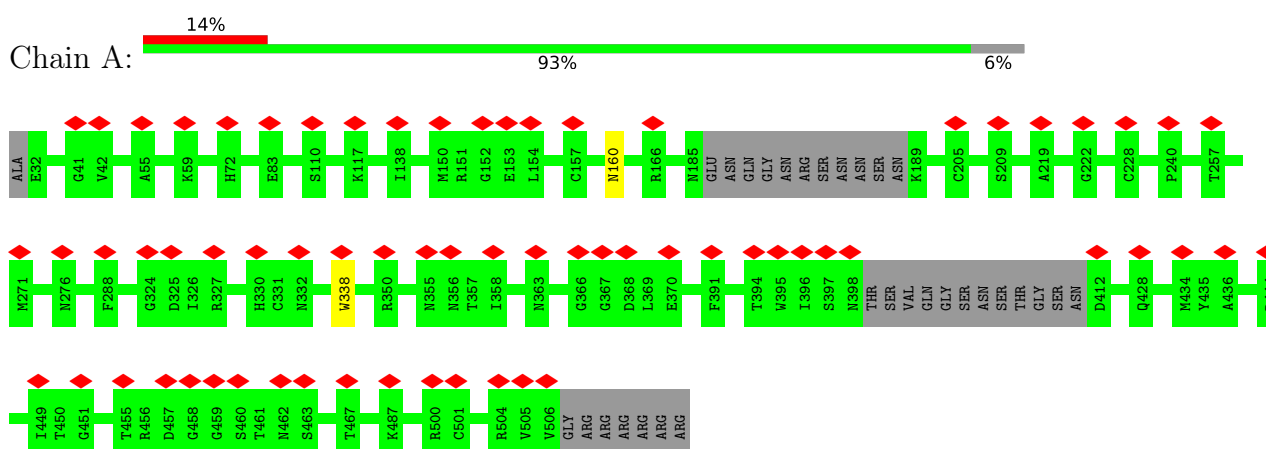 14%
Chain A:
93% 6%
ALA E32 G41 V42 A55 K59 H72 E83 S110 K117 I138 M150 R151 G152 E153 L154 C157 N160 R166 N185 GLU ASN GLN GLY ASN ARG SER ASN ASN SER ASN K189 C205 S209 A219 G222 C228 P240 T257
M271 N276 F288 G324 D325 I326 R327 H330 C331 N332 W338 R350 N355 N356 T357 I358 N363 G366 G367 D368 L369 E370 F391 T394 W395 I396 S397 N398 THR SER VAL GLN GLY SER ASN SER THR GLY SER ASN D412 Q428 M434 Y435 A436
I449 T450 G451 T455 R456 D457 G458 G459 S460 T461 N462 S463 T467 K487 R500 C501 R504 V505 V506 GLY ARG ARG ARG ARG ARG ARG